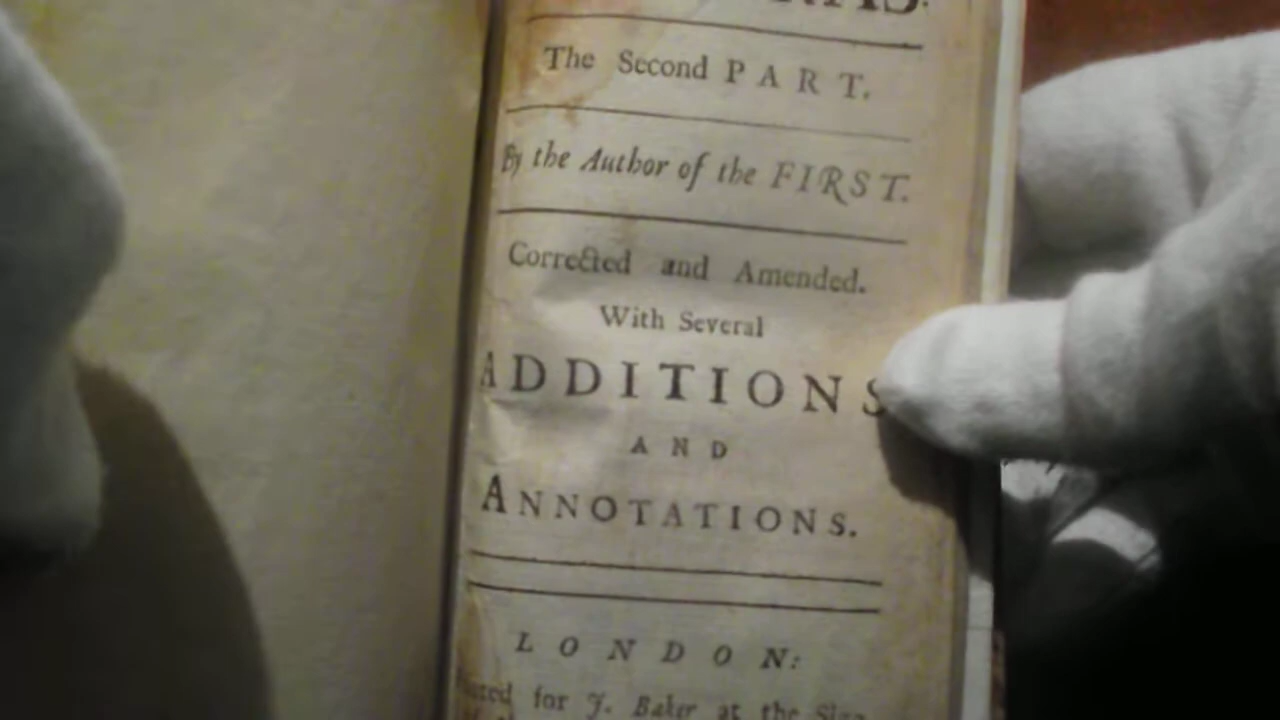 The Second PART.
By the Author of the FIRST.
Corrected and Amended.
With Several
ADDITIONS
AND
ANNOTATIONS.
LONDON:
for J. Baker at the Sign